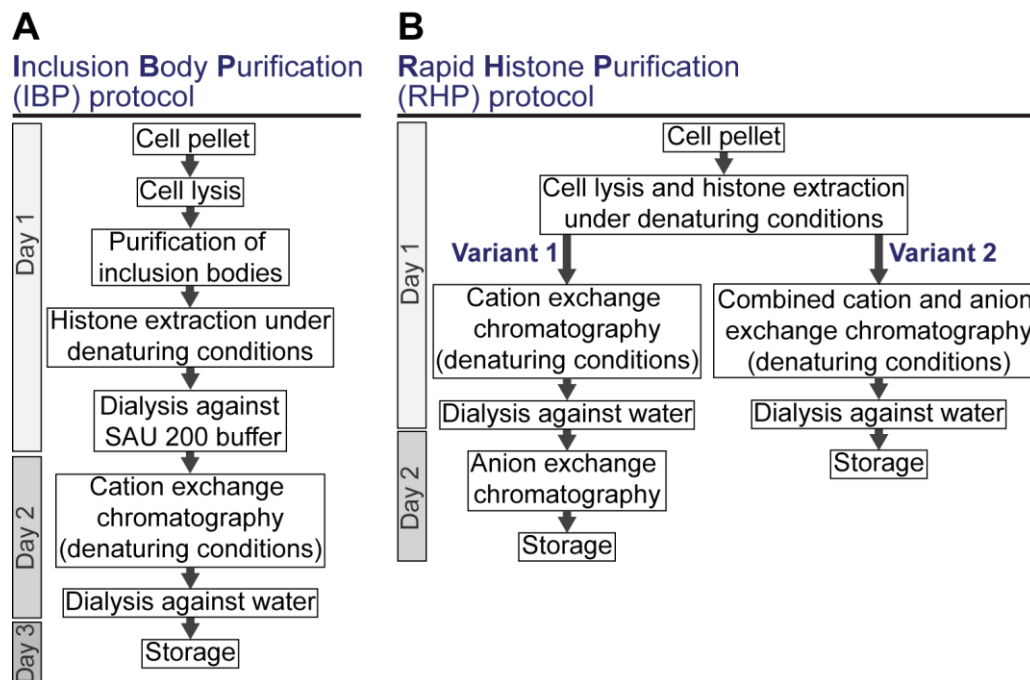 A
Inclusion Body Purification
(IBP) protocol
Day 1
Cell pellet
Cell lysis
Purification of
inclusion bodies
Histone extraction under
denaturing conditions
Dialysis against
SAU 200 buffer
Day 2
Cation exchange
chromatography
(denaturing conditions)
Dialysis against water
Day 3
Storage
B
Rapid Histone Purification
(RHP) protocol
Day 1
Cell pellet
Cell lysis and histone extraction
under denaturing conditions
Variant 1
Cation exchange
chromatography
(denaturing conditions)
Dialysis against water
Day 2
Anion exchange
chromatography
Storage
Variant 2
Combined cation and anion
exchange chromatography
(denaturing conditions)
Dialysis against water
Storage